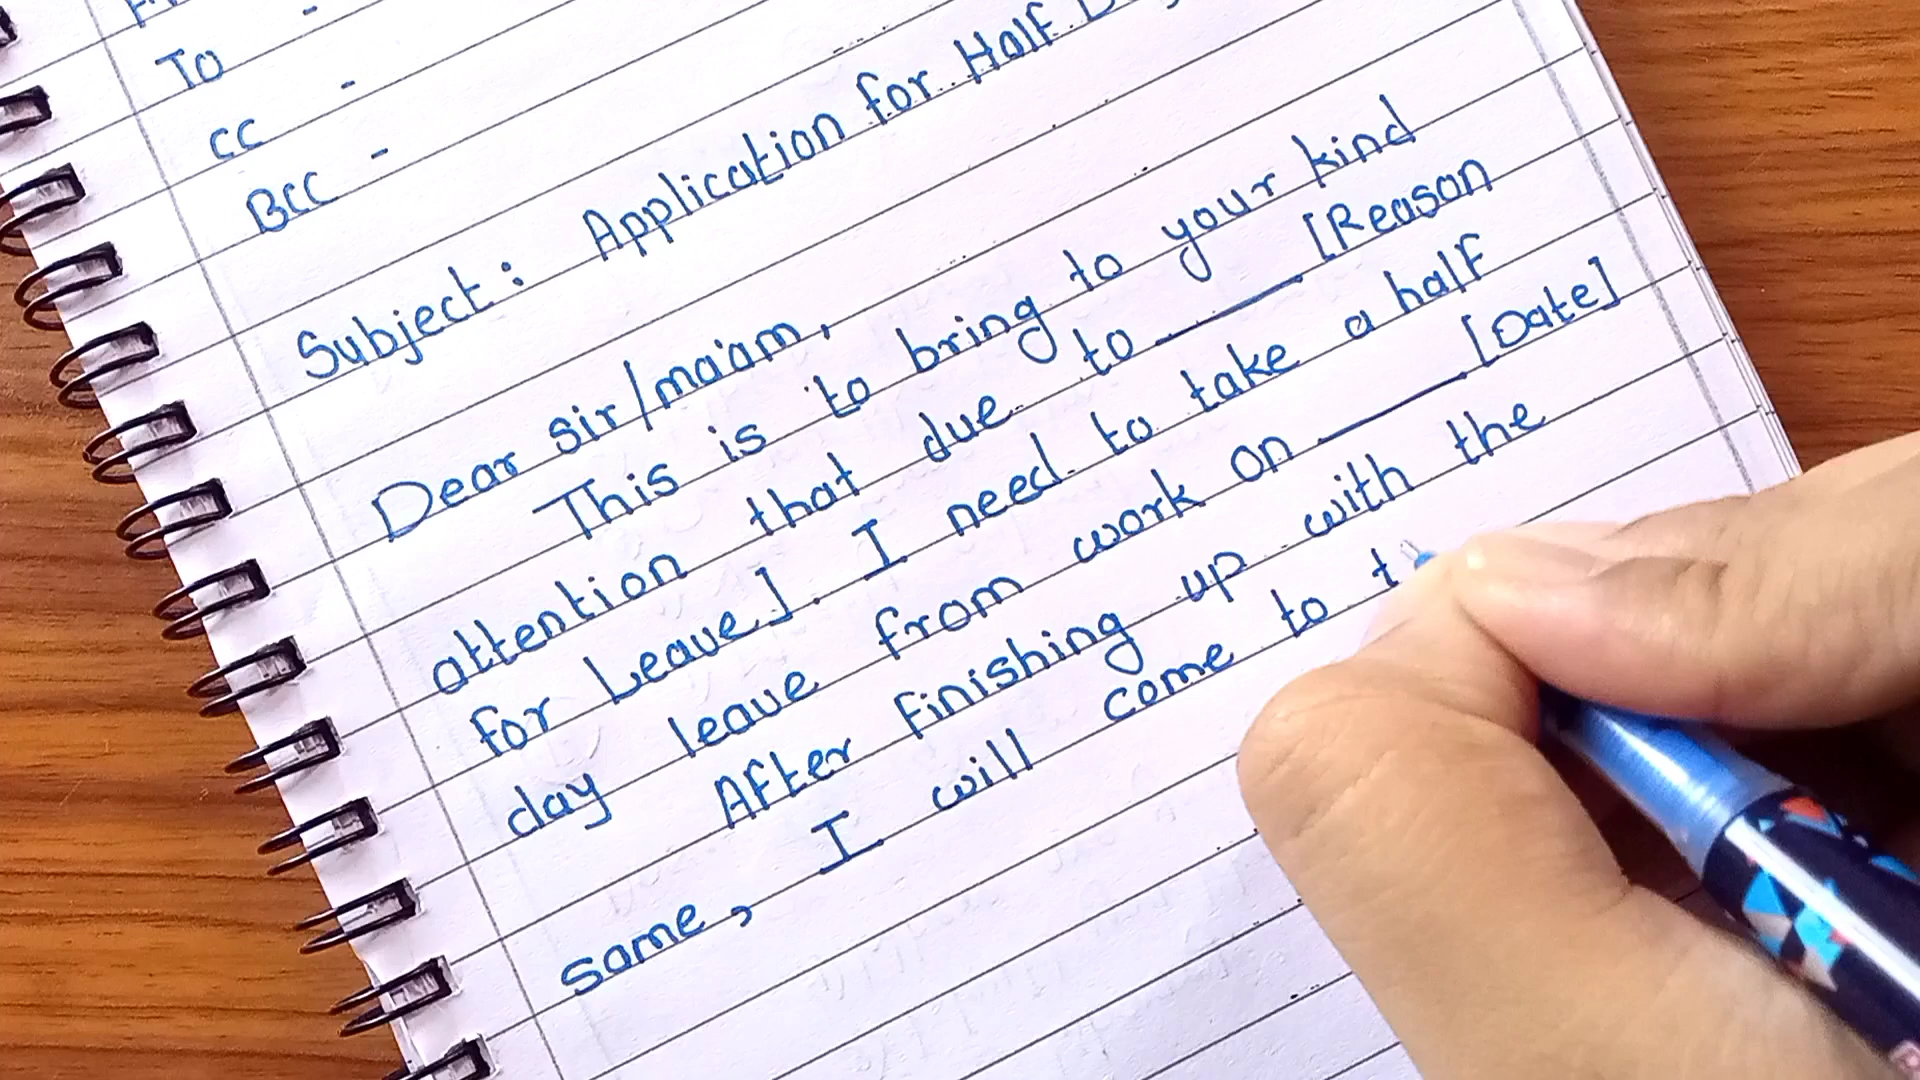 To -
CC -
BCC -
Subject: Application for Half
Dear sir/ma'am,
This is to bring to your kind
attention that due to ______ [Reason
for Leave]. I need to take a half
day leave from work on ______ [Date]
After finishing up with the
same, I will come to